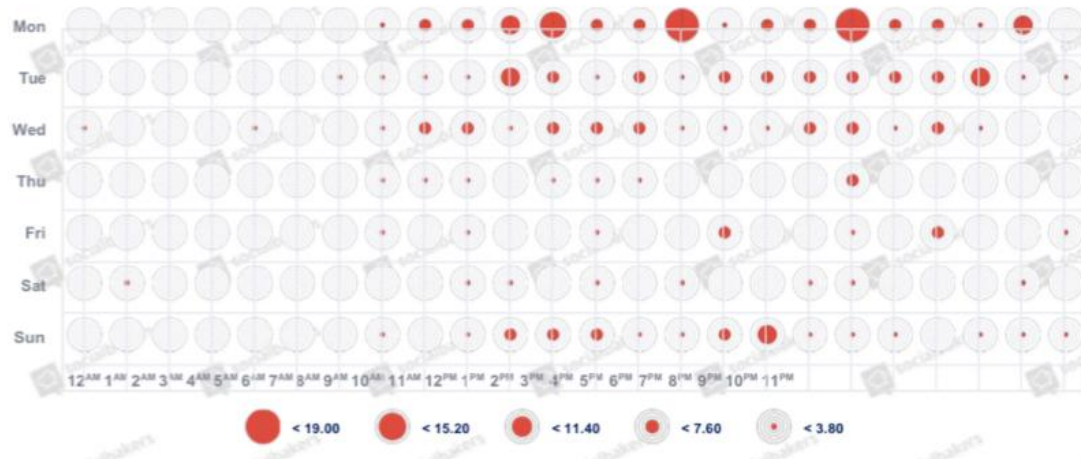 Mon
Tue
Wed
Thu
Fri
Sat
Sun
12AM 1AM 2AM 3AM 4AM 5AM 6AM 7AM 8AM 9AM 10AM 11AM 12PM 1PM 2PM 3PM 4PM 5PM 6PM 7PM 8PM 9PM 10PM 11PM
< 19.00 < 15.20 < 11.40 < 7.60 < 3.80